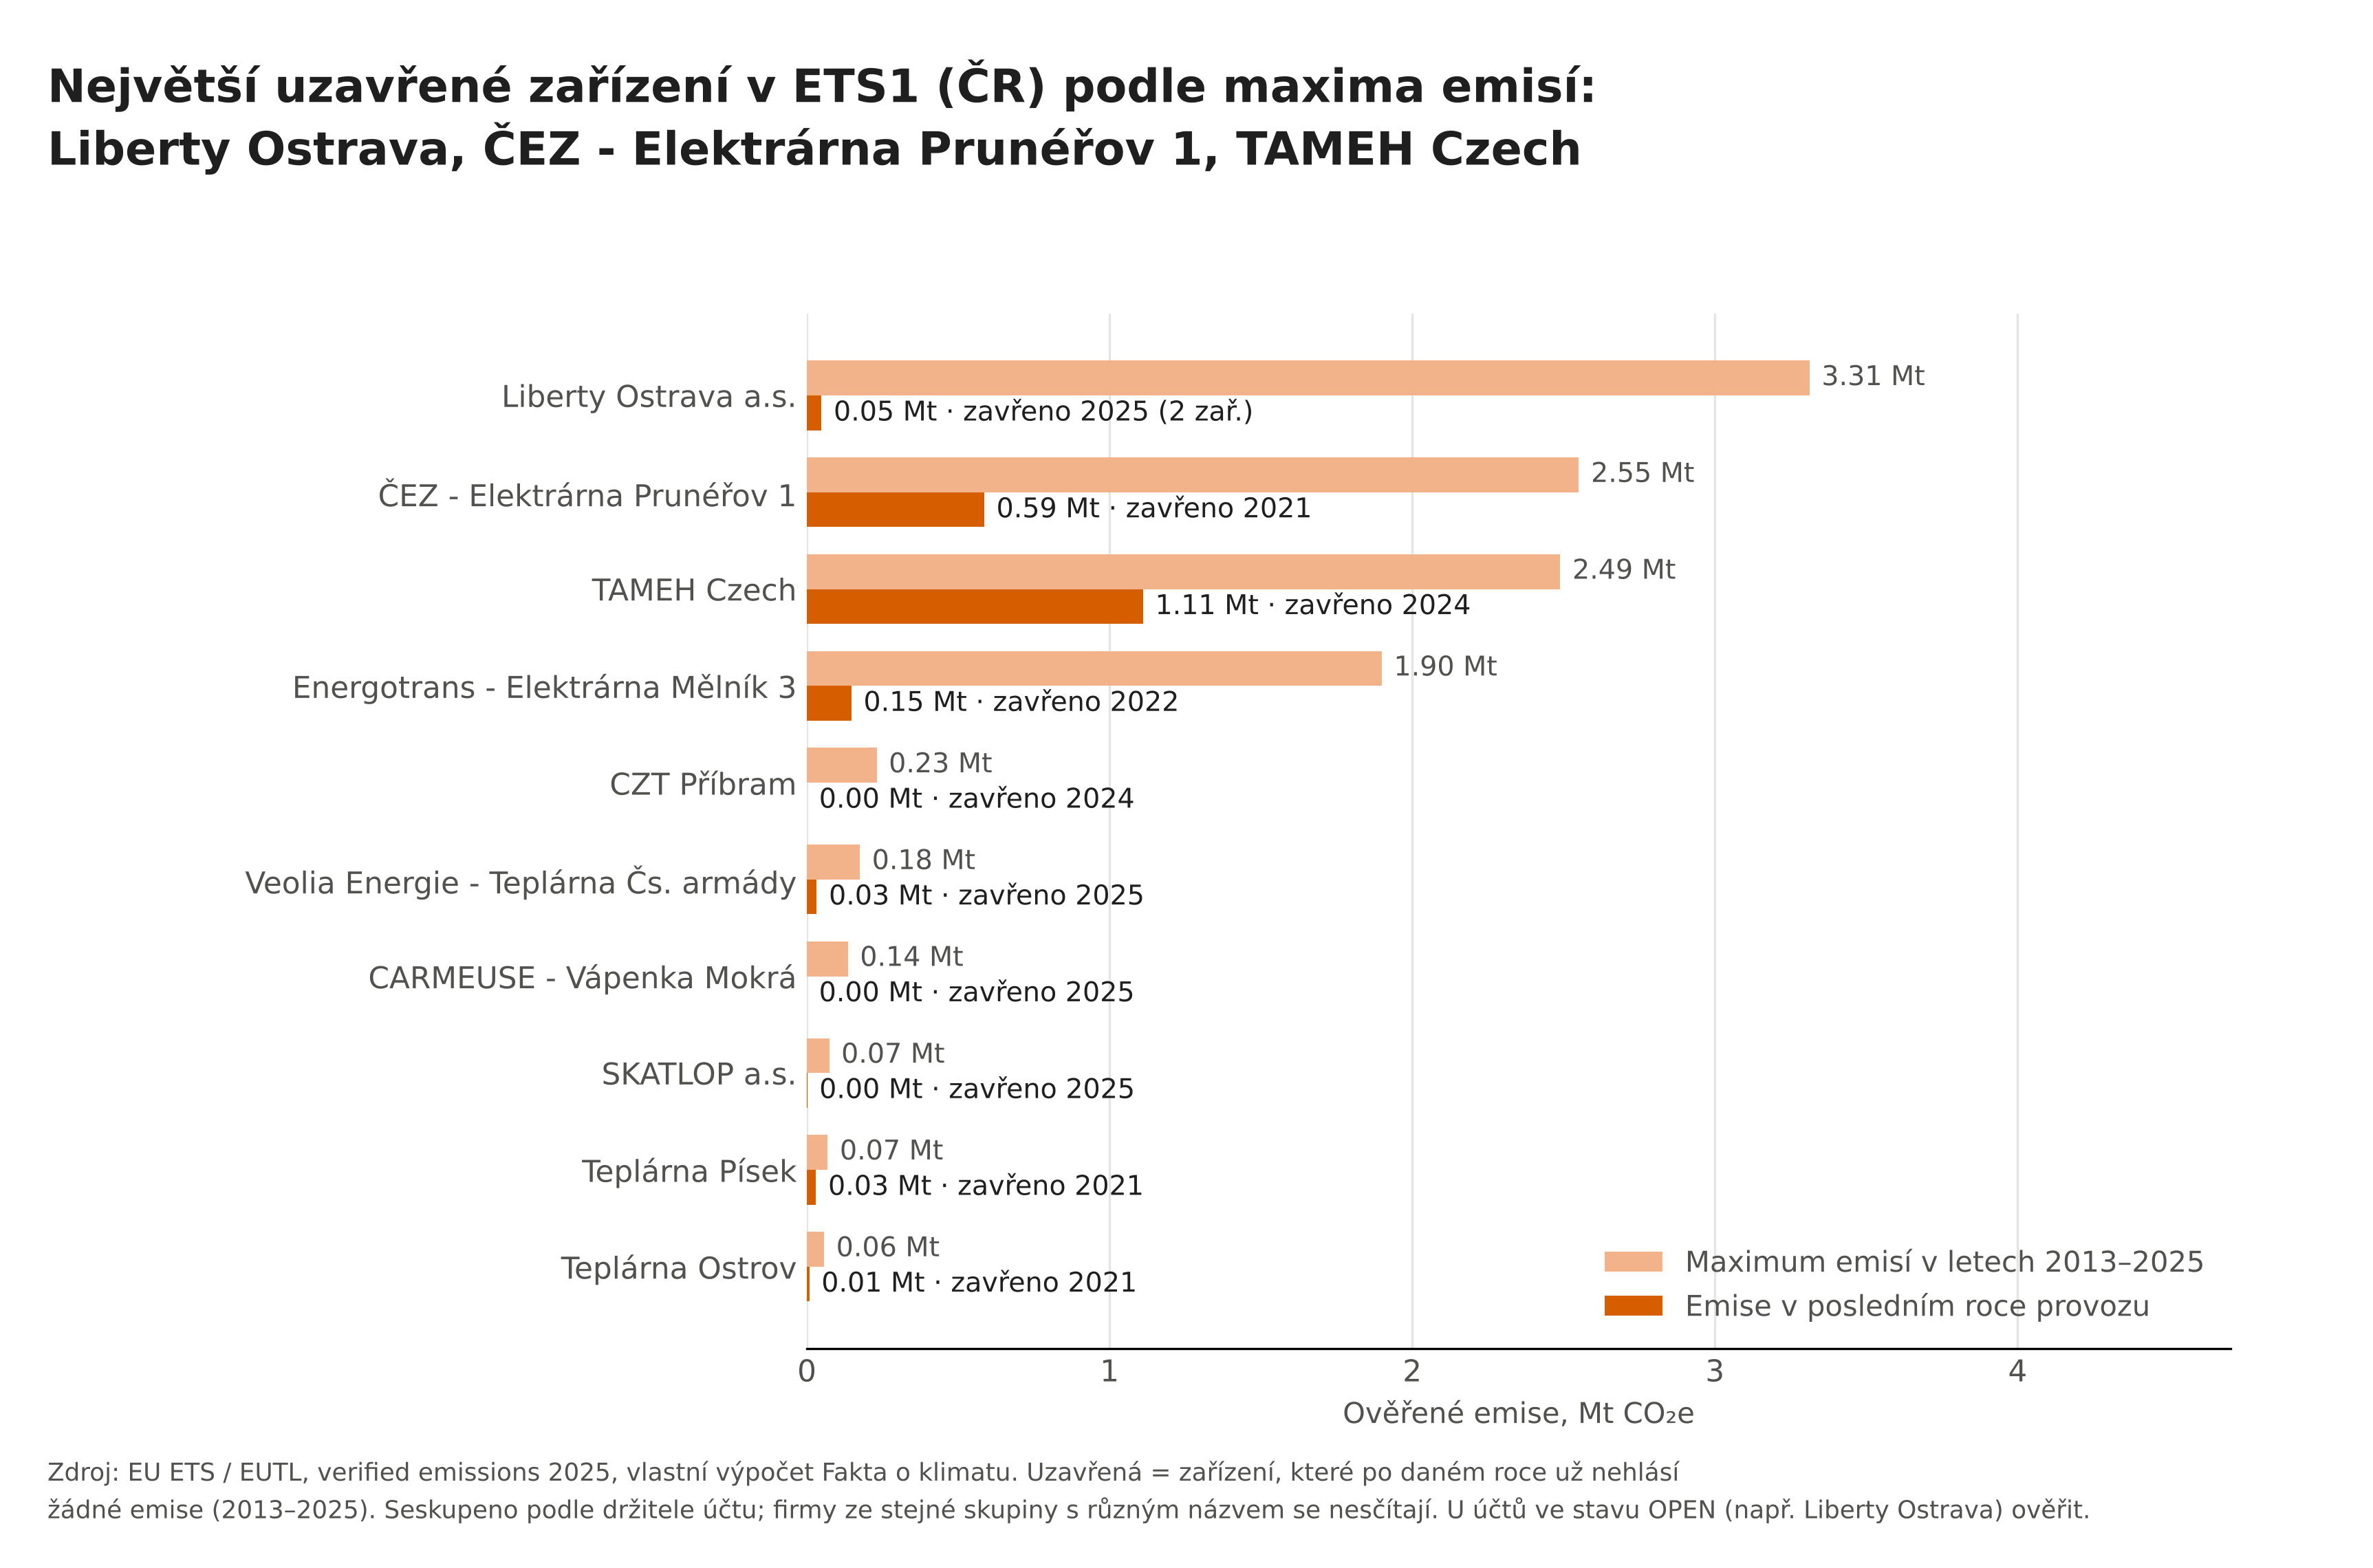 Největší uzavřené zařízení v ETS1 (ČR) podle maxima emisí:
Liberty Ostrava, ČEZ - Elektrárna Prunéřov 1, TAMEH Czech
Liberty Ostrava a.s.
3.31 Mt
0.05 Mt · zavřeno 2025 (2 zař.)
ČEZ - Elektrárna Prunéřov 1
2.55 Mt
0.59 Mt · zavřeno 2021
TAMEH Czech
2.49 Mt
1.11 Mt · zavřeno 2024
Energotrans - Elektrárna Mělník 3
1.90 Mt
0.15 Mt · zavřeno 2022
CZT Příbram
0.23 Mt
0.00 Mt · zavřeno 2024
Veolia Energie - Teplárna Čs. armády
0.18 Mt
0.03 Mt · zavřeno 2025
CARMEUSE - Vápenka Mokrá
0.14 Mt
0.00 Mt · zavřeno 2025
SKATLOP a.s.
0.07 Mt
0.00 Mt · zavřeno 2025
Teplárna Písek
0.07 Mt
0.03 Mt · zavřeno 2021
Teplárna Ostrov
0.06 Mt
0.01 Mt · zavřeno 2021
Maximum emisí v letech 2013–2025
Emise v posledním roce provozu
0 1 2 3 4
Ověřené emise, Mt CO₂e
Zdroj: EU ETS / EUTL, verified emissions 2025, vlastní výpočet Fakta o klimatu. Uzavřená = zařízení, které po daném roce už nehlásí
žádné emise (2013–2025). Seskupeno podle držitele účtu; firmy ze stejné skupiny s různým názvem se nesčítají. U účtů ve stavu OPEN (např. Liberty Ostrava) ověřit.